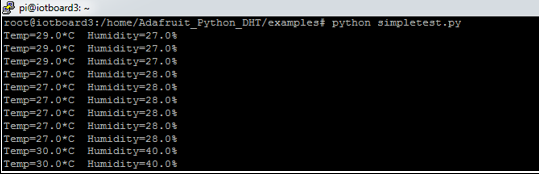 pi@iotboard3: ~
root@iotboard3:/home/Adafruit_Python_DHT/examples# python simpletest.py
Temp=29.0*C  Humidity=27.0%
Temp=29.0*C  Humidity=27.0%
Temp=29.0*C  Humidity=27.0%
Temp=27.0*C  Humidity=28.0%
Temp=27.0*C  Humidity=28.0%
Temp=27.0*C  Humidity=28.0%
Temp=27.0*C  Humidity=28.0%
Temp=27.0*C  Humidity=28.0%
Temp=27.0*C  Humidity=28.0%
Temp=30.0*C  Humidity=40.0%
Temp=30.0*C  Humidity=40.0%